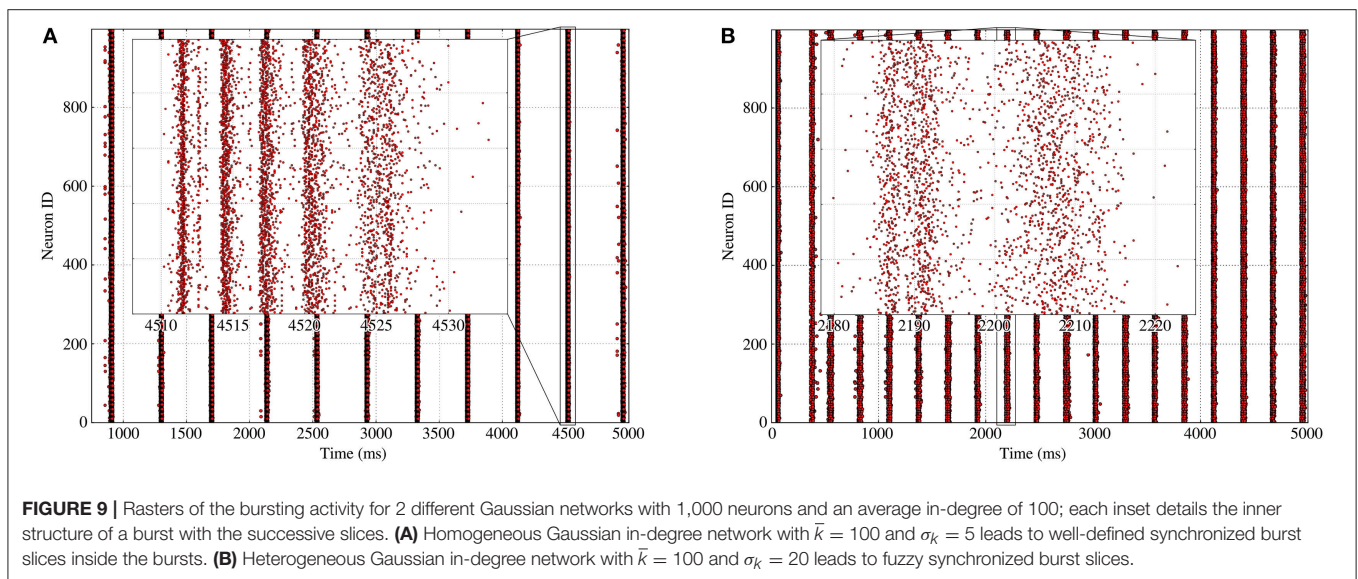 A
Neuron ID
800
600
400
200
0
4510 4515 4520 4525 4530
1000 1500 2000 2500 3000 3500 4000 4500 5000
Time (ms)
B
Neuron ID
800
600
400
200
0
2180 2190 2200 2210 2220
0 1000 2000 3000 4000 5000
Time (ms)
FIGURE 9 | Rasters of the bursting activity for 2 different Gaussian networks with 1,000 neurons and an average in-degree of 100; each inset details the inner
structure of a burst with the successive slices. (A) Homogeneous Gaussian in-degree network with k̄ = 100 and σₖ = 5 leads to well-defined synchronized burst
slices inside the bursts. (B) Heterogeneous Gaussian in-degree network with k̄ = 100 and σₖ = 20 leads to fuzzy synchronized burst slices.